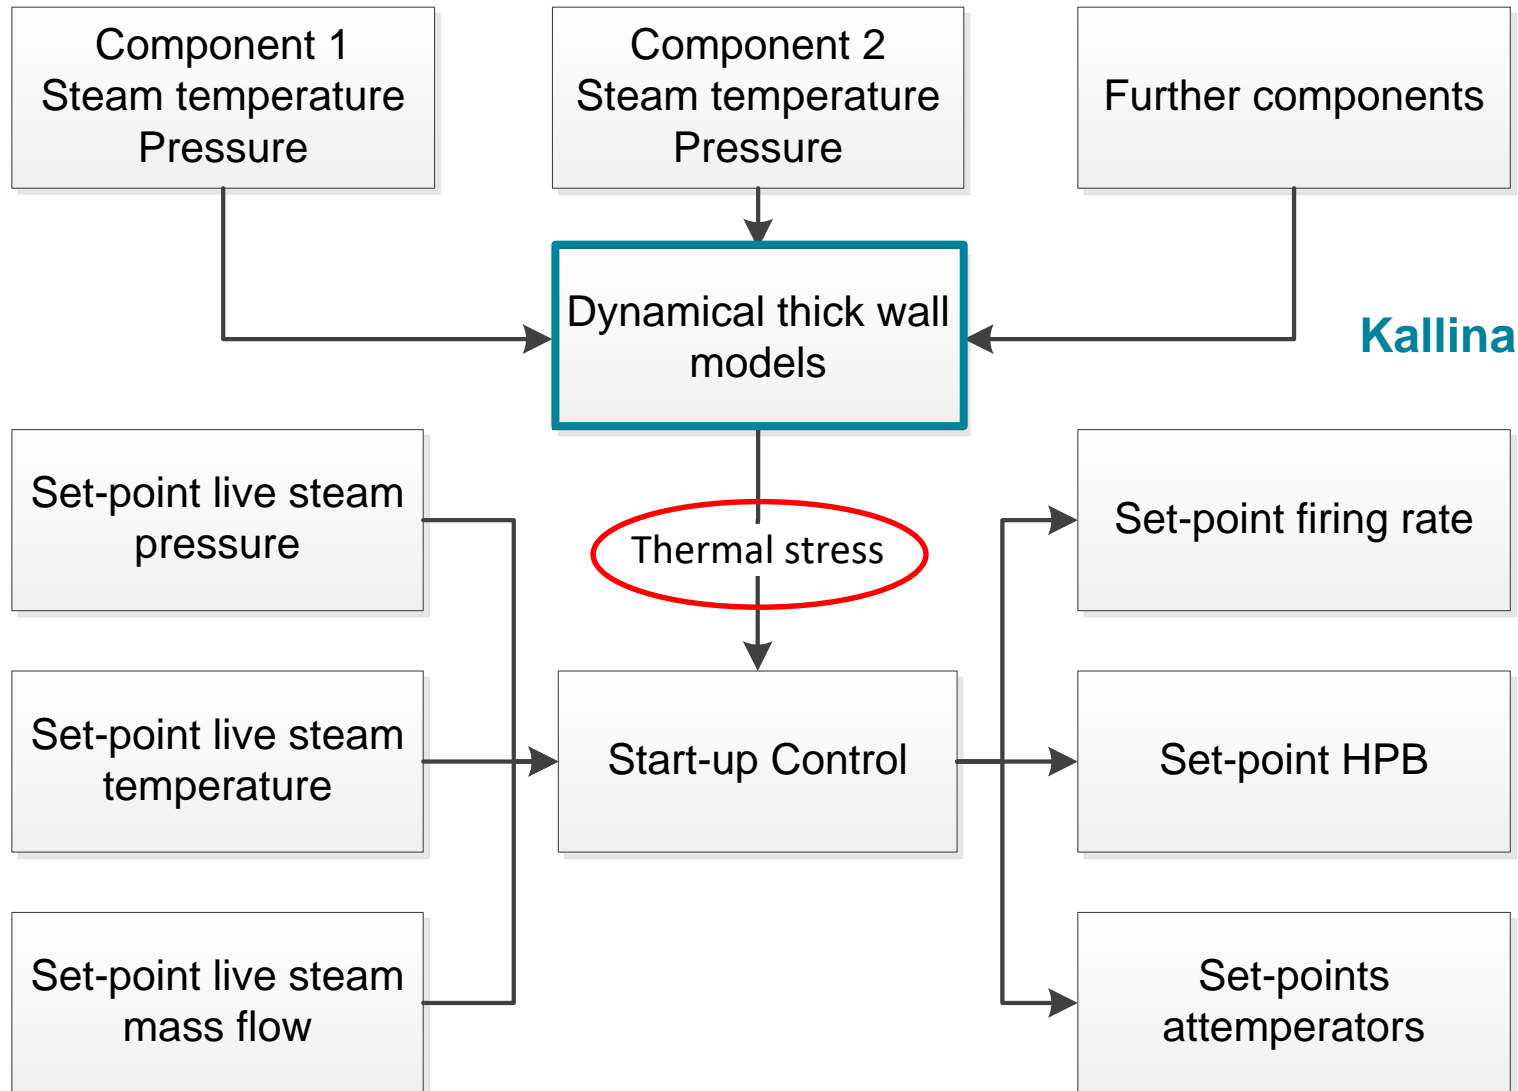 Component 1
Steam temperature
Pressure
Component 2
Steam temperature
Pressure
Further components
Dynamical thick wall
models
Kallina
Set-point live steam
pressure
Thermal stress
Set-point firing rate
Set-point live steam
temperature
Start-up Control
Set-point HPB
Set-point live steam
mass flow
Set-points
attemperators